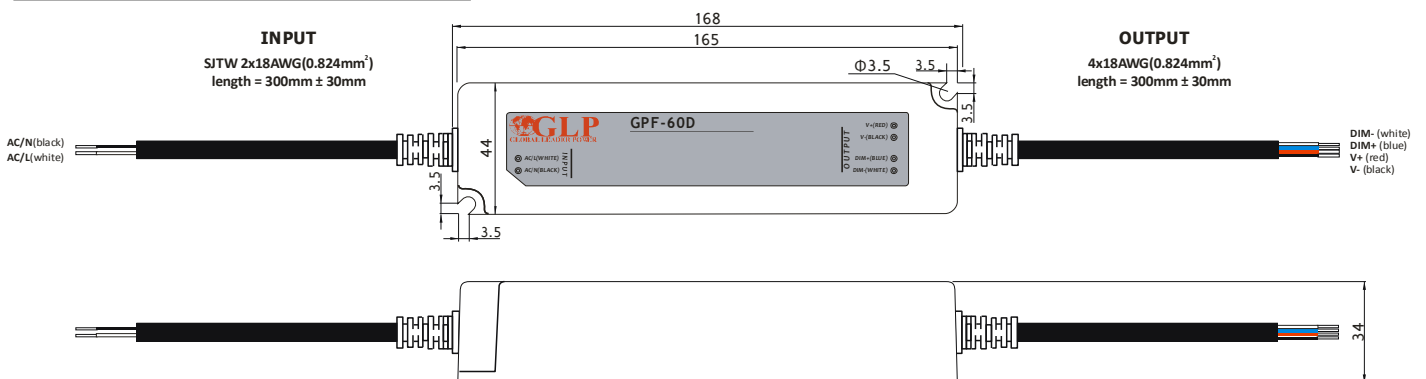 168
165
INPUT
SJTW 2x18AWG(0.824mm²)
length = 300mm ± 30mm
OUTPUT
4x18AWG(0.824mm²)
length = 300mm ± 30mm
Φ3.5
3.5
3.5
GLP
GLOBAL LEADER POWER
GPF-60D
44
AC/L(WHITE)
AC/N(BLACK)
INPUT
OUTPUT
V+(RED)
V-(BLACK)
DIM+(BLUE)
DIM-(WHITE)
AC/N(black)
AC/L(white)
DIM- (white)
DIM+ (blue)
V+ (red)
V- (black)
3.5
3.5
34